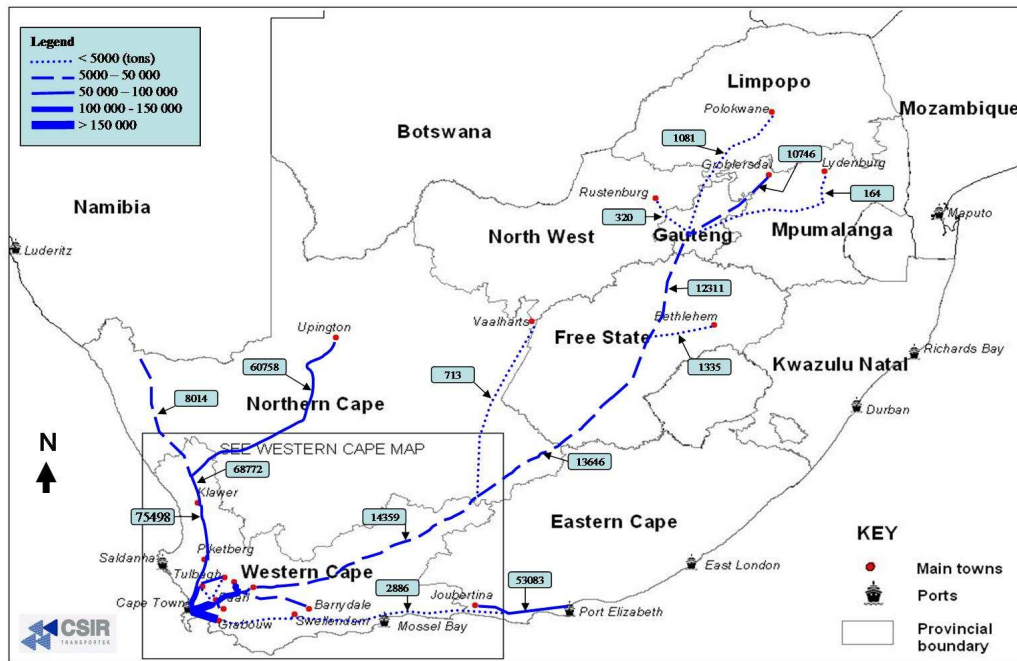 Legend
< 5000 (tons)
5000 – 50 000
50 000 – 100 000
100 000 - 150 000
> 150 000
Limpopo
Polokwane
Mozambique
Botswana
1081
10746
Groblersdal
Lydenburg
Namibia
Rustenburg
164
320
Maputo
North West
Gauteng
Mpumalanga
Luderitz
12311
Vaalharts
Bethlehem
Upington
Free State
Richards Bay
60758
713
1335
Kwazulu Natal
8014
Northern Cape
Durban
N
SEE WESTERN CAPE MAP
13646
68772
Klawer
75498
14359
Eastern Cape
KEY
Piketberg
Saldanha
Tulbagh
Western Cape
East London
Main towns
2886
53083
Joubertina
Cape Town
Paarl
Barrydale
Port Elizabeth
Ports
Grabouw
Swellendam
Mossel Bay
CSIR
TRANSPORTEK
Provincial
boundary